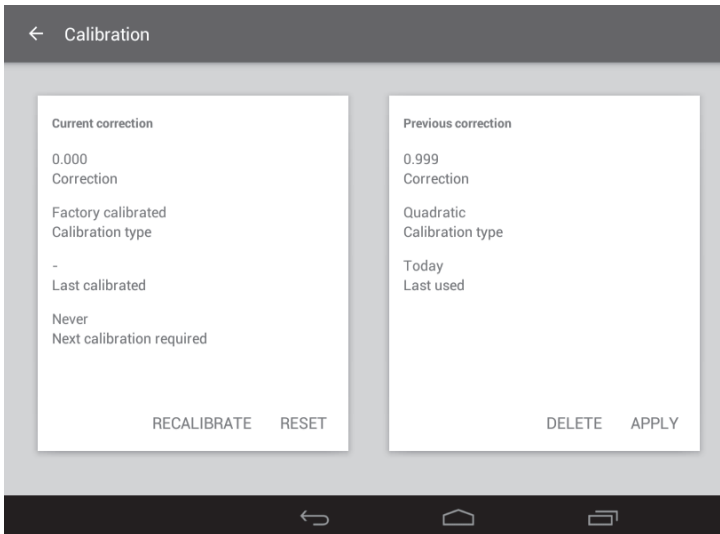 Calibration
Current correction
0.000
Correction
Factory calibrated
Calibration type
-
Last calibrated
Never
Next calibration required
RECALIBRATE RESET
Previous correction
0.999
Correction
Quadratic
Calibration type
Today
Last used
DELETE APPLY